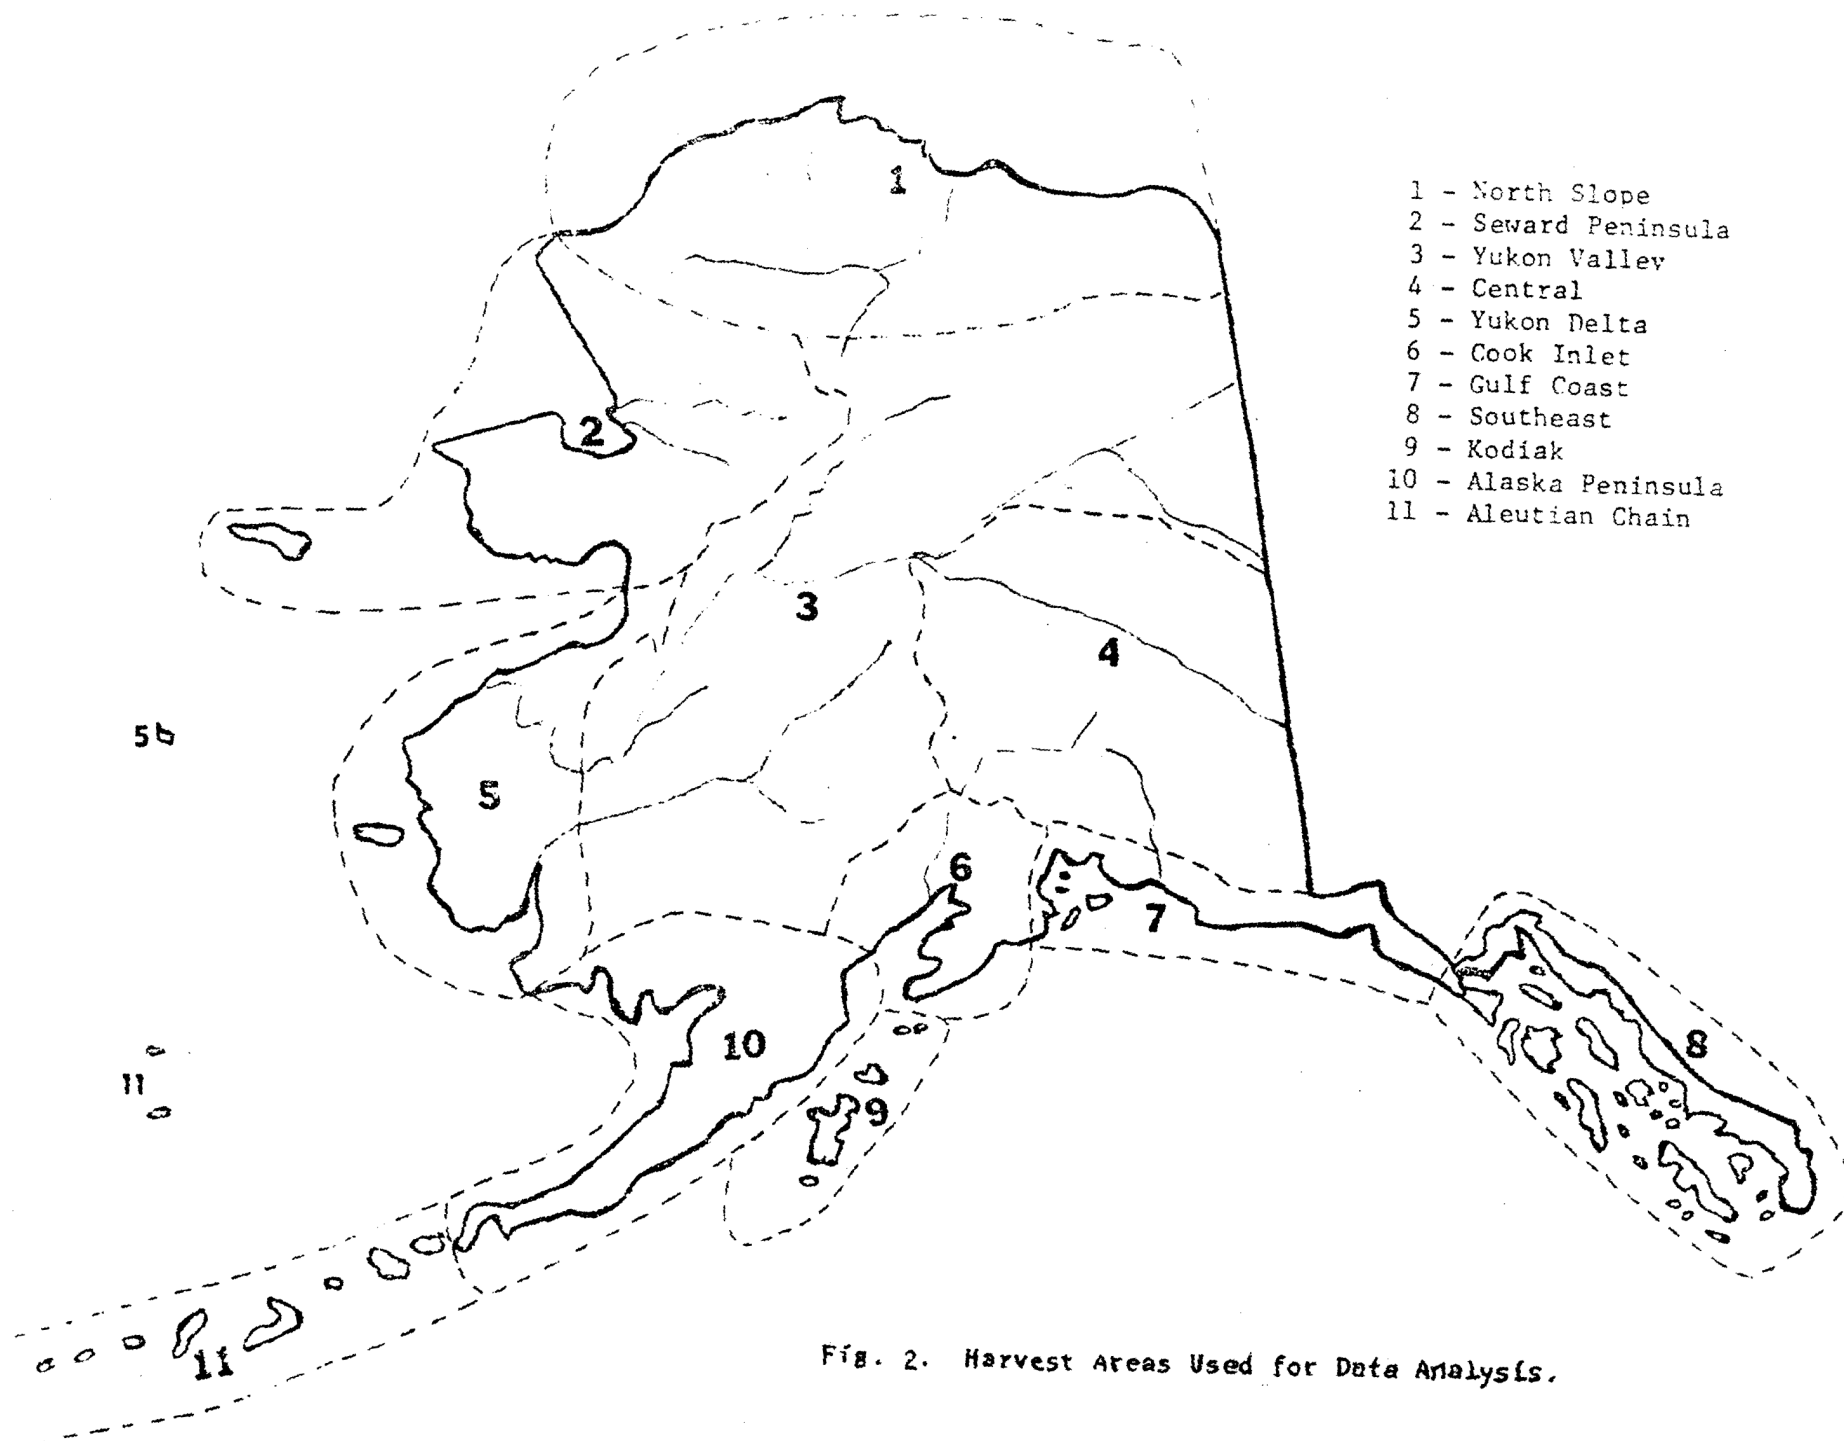 1
1 - North Slope
2 - Seward Peninsula
3 - Yukon Valley
4 - Central
5 - Yukon Delta
6 - Cook Inlet
7 - Gulf Coast
8 - Southeast
9 - Kodiak
10 - Alaska Peninsula
11 - Aleutian Chain
2
3
4
5
5
6
7
10
8
11
9
11
Fig. 2. Harvest Areas Used for Data Analysis.